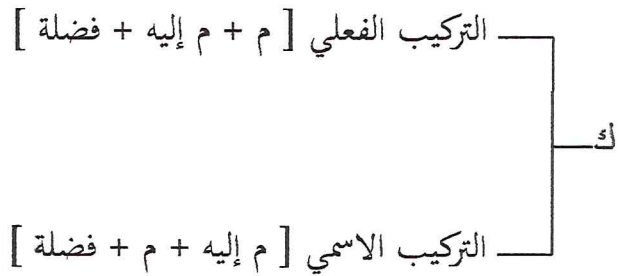 التركيب الفعلي [ م + م إليه + فضلة ]
ك
التركيب الاسمي [ م إليه + م + فضلة ]